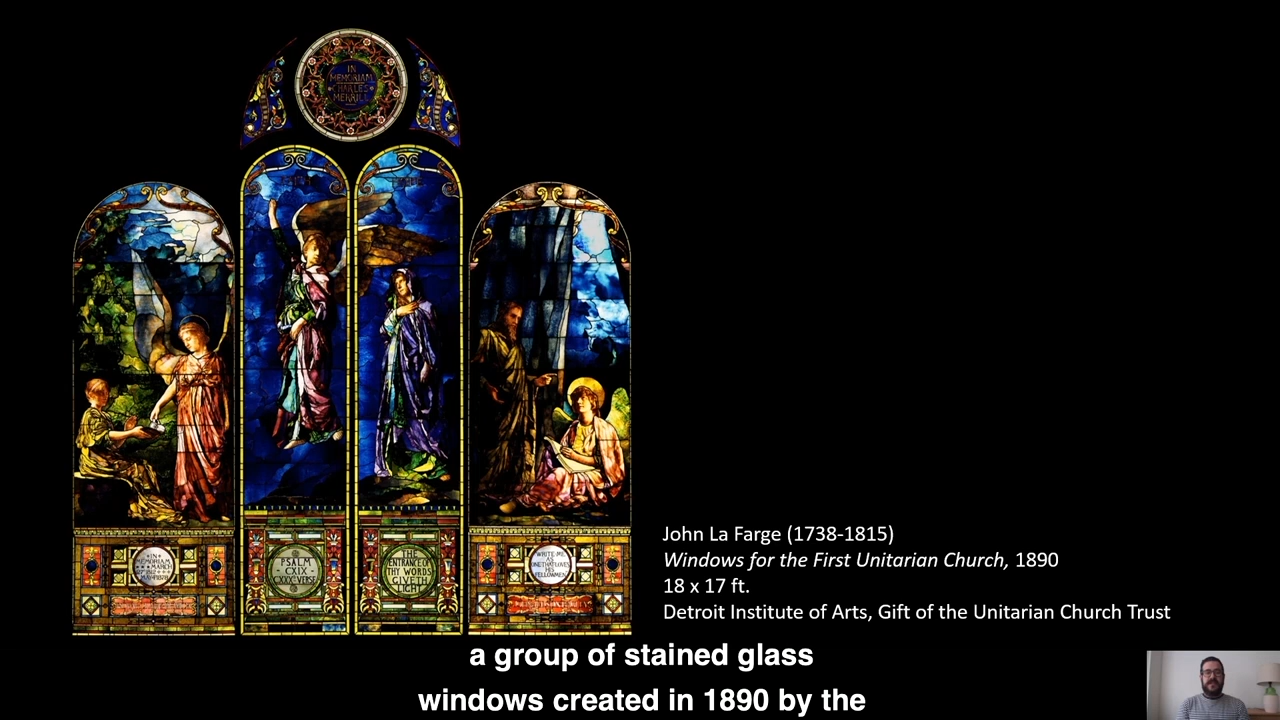 IN
MEMORIAM
CHARLES
MERRILL
IN
PSALM
CXIX
CXXX VERSE
THE
ENTRANCE OF
THY WORDS
GIVETH
LIGHT
WRITE ME
AS
ONE THAT LOVES
HIS
FELLOWMEN
John La Farge (1738-1815)
Windows for the First Unitarian Church, 1890
18 x 17 ft.
Detroit Institute of Arts, Gift of the Unitarian Church Trust
a group of stained glass
windows created in 1890 by the